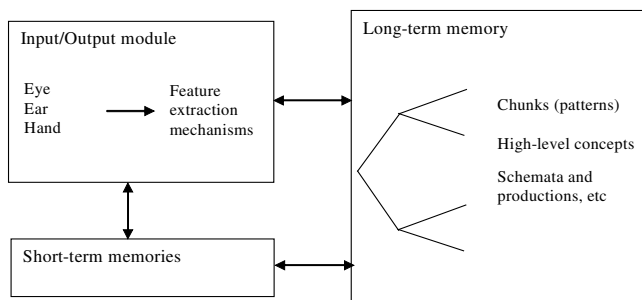 Input/Output module
Eye
Ear
Hand
Feature
extraction
mechanisms
Short-term memories
Long-term memory
Chunks (patterns)
High-level concepts
Schemata and
productions, etc